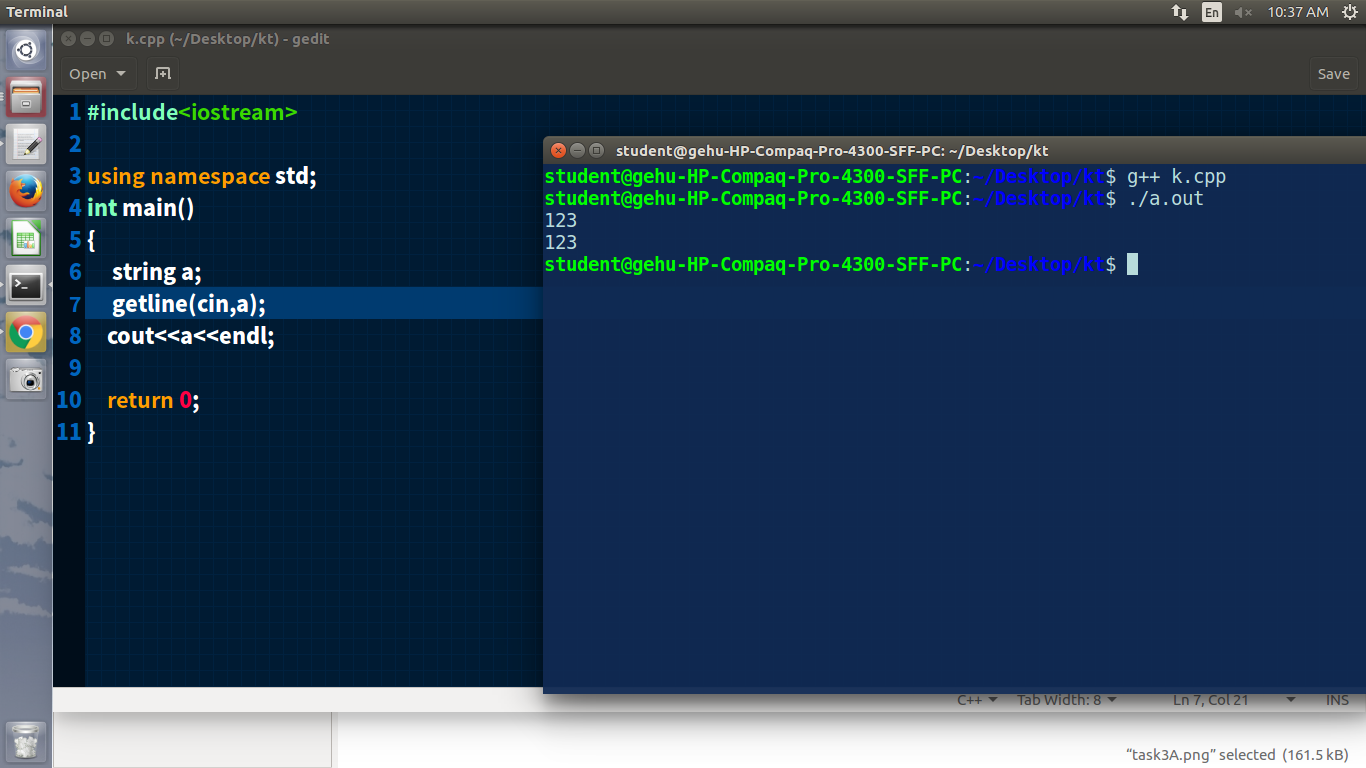 Terminal
En
10:37 AM
k.cpp (~/Desktop/kt) - gedit
Open
Save
1 #include<iostream>
2
3 using namespace std;
4 int main()
5 {
6 string a;
7 getline(cin,a);
8 cout<<a<<endl;
9
10 return 0;
11 }
student@gehu-HP-Compaq-Pro-4300-SFF-PC: ~/Desktop/kt
student@gehu-HP-Compaq-Pro-4300-SFF-PC:~/Desktop/kt$ g++ k.cpp
student@gehu-HP-Compaq-Pro-4300-SFF-PC:~/Desktop/kt$ ./a.out
123
123
student@gehu-HP-Compaq-Pro-4300-SFF-PC:~/Desktop/kt$
C++ Tab Width: 8 Ln 7, Col 21 INS
“task3A.png” selected (161.5 kB)